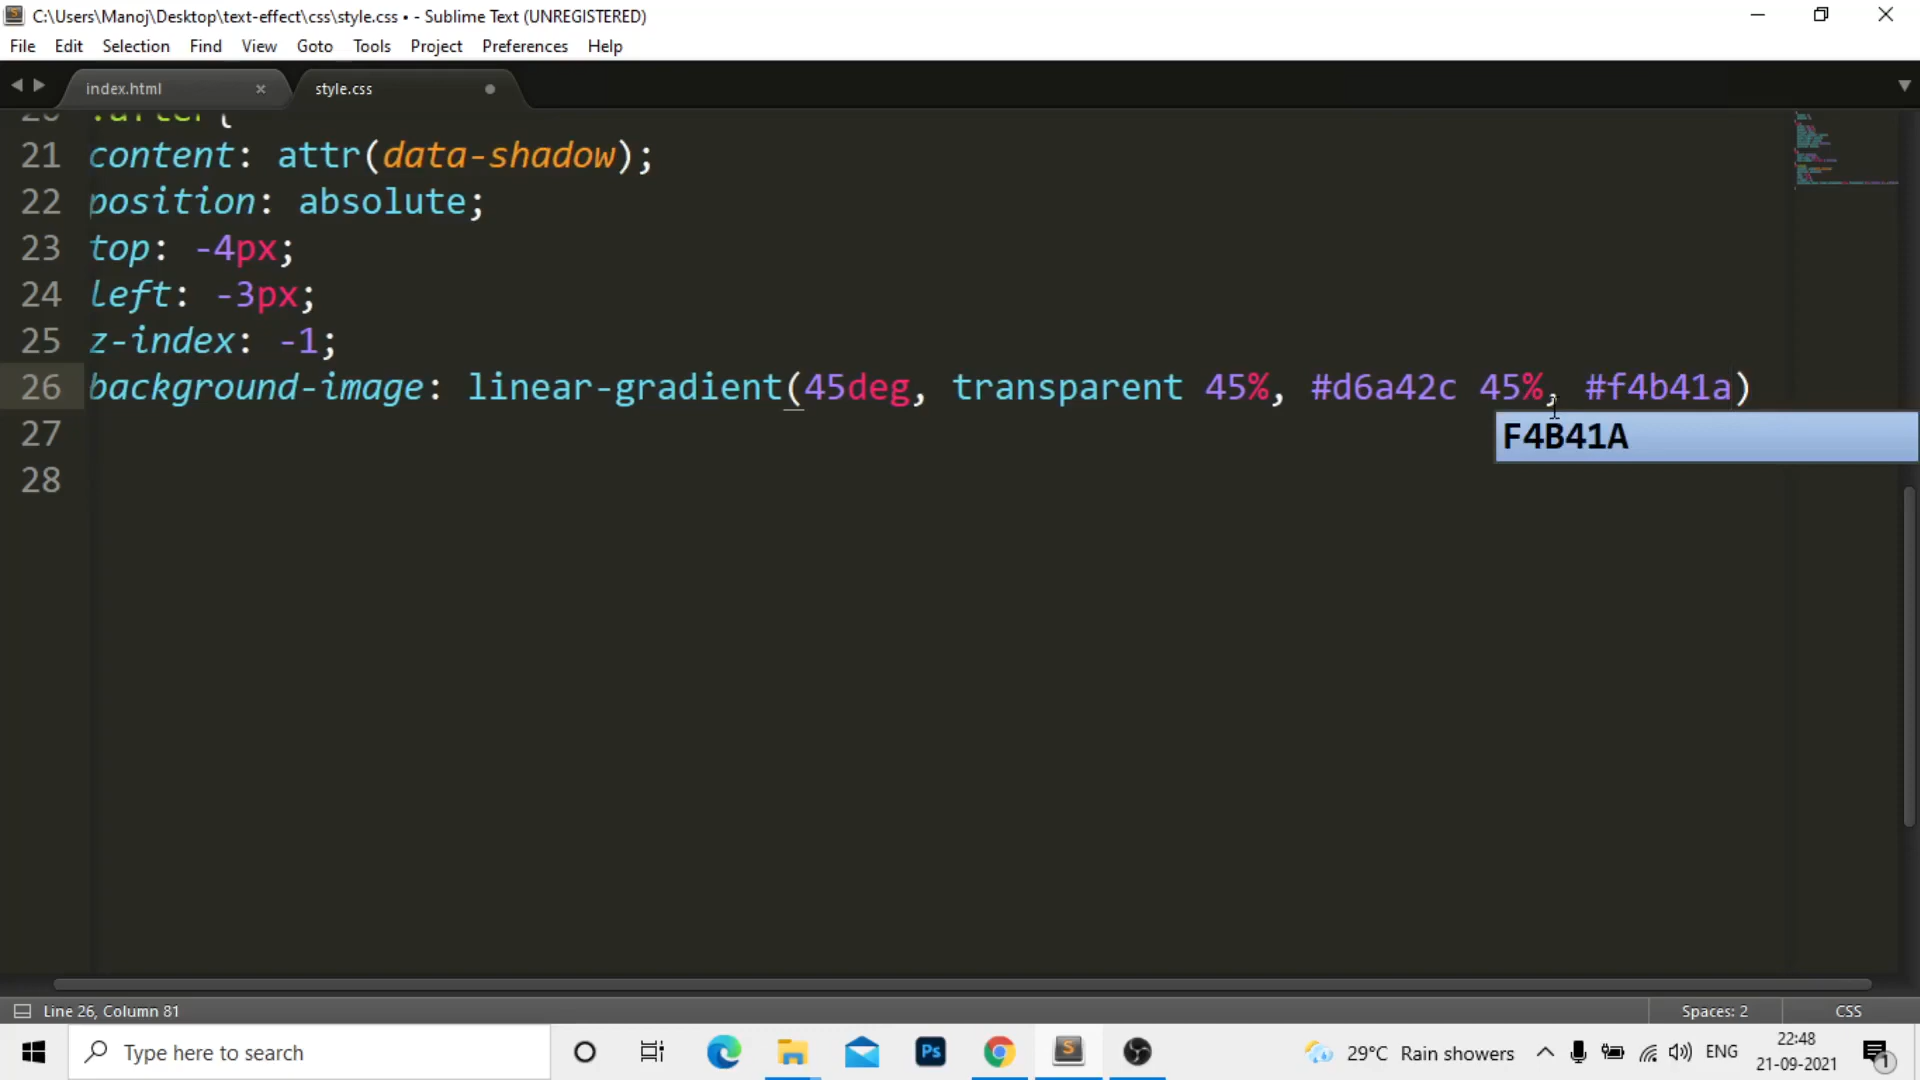 C:\Users\Manoj\Desktop\text-effect\css\style.css • - Sublime Text (UNREGISTERED)
File Edit Selection Find View Goto Tools Project Preferences Help
index.html style.css
20 :after{
21 content: attr(data-shadow);
22 position: absolute;
23 top: -4px;
24 left: -3px;
25 z-index: -1;
26 background-image: linear-gradient(45deg, transparent 45%, #d6a42c 45%, #f4b41a)
F4B41A
27
28
Line 26, Column 81 Spaces: 2 CSS
Type here to search Ps S 29°C Rain showers ENG 22:48
21-09-2021 1